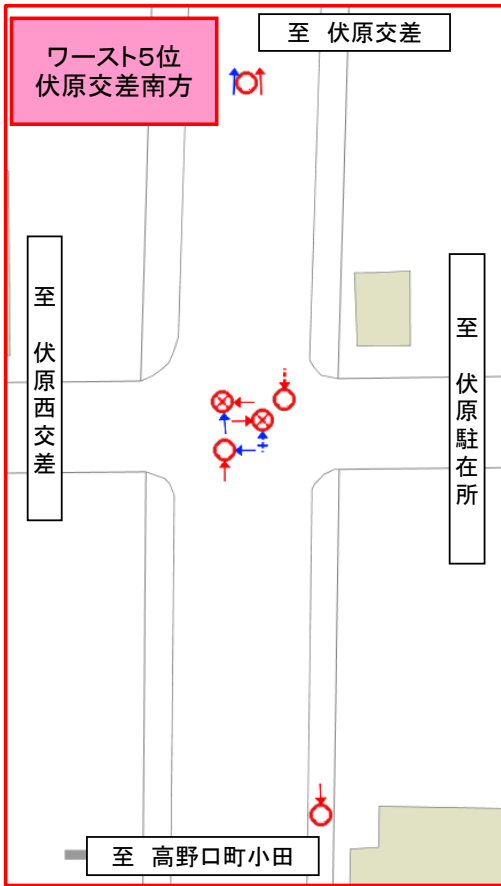 ワースト5位
伏原交差南方
至 伏原交差
至 伏原西交差
至 伏原駐在所
至 高野口町小田